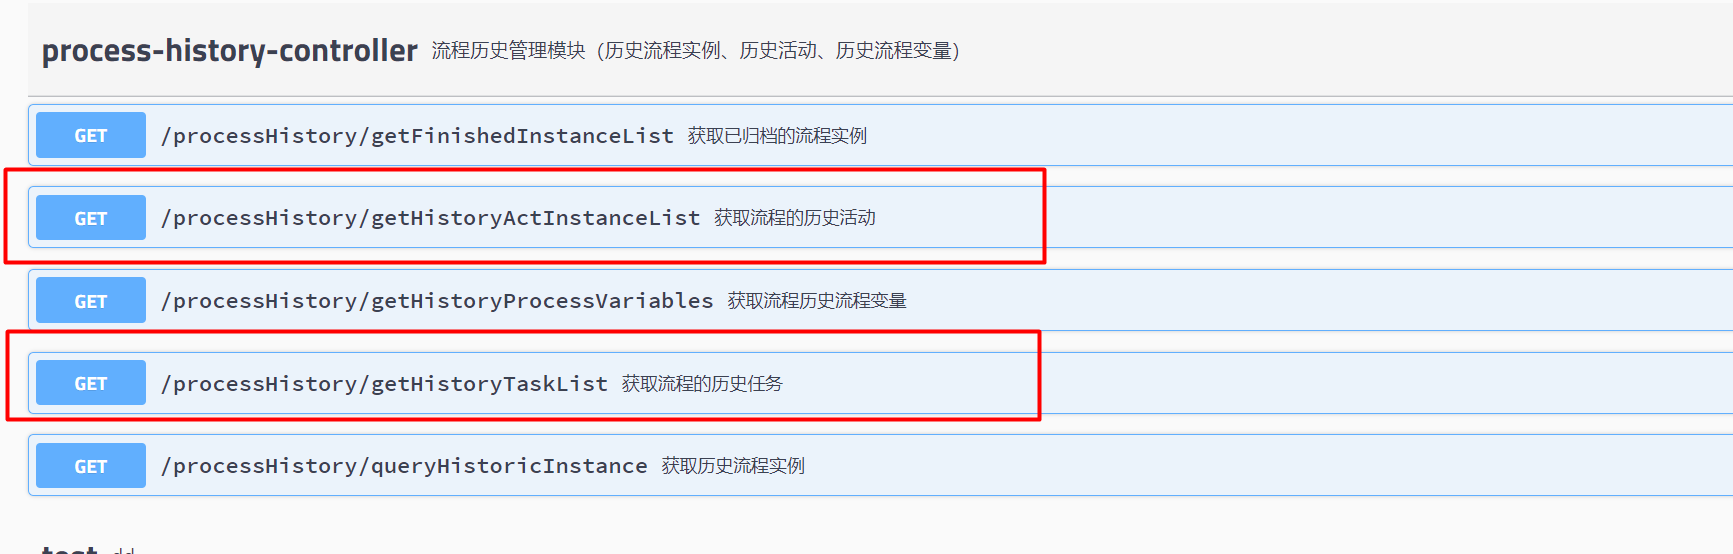 process-history-controller 流程历史管理模块（历史流程实例、历史活动、历史流程变量）
GET /processHistory/getFinishedInstanceList 获取已归档的流程实例
GET /processHistory/getHistoryActInstanceList 获取流程的历史活动
GET /processHistory/getHistoryProcessVariables 获取流程历史流程变量
GET /processHistory/getHistoryTaskList 获取流程的历史任务
GET /processHistory/queryHistoricInstance 获取历史流程实例
test dd